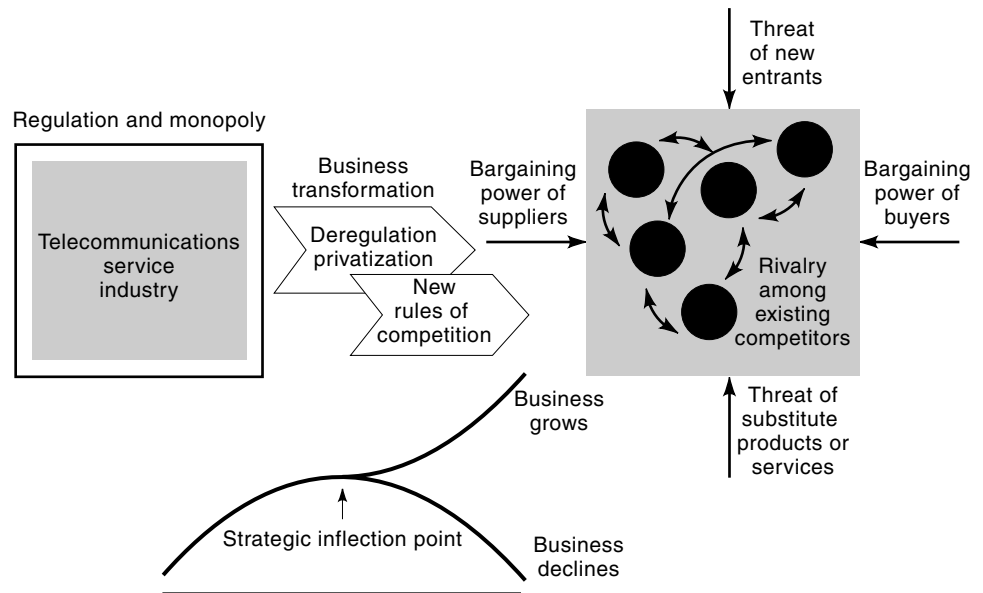 Regulation and monopoly
Telecommunications
service
industry
Business
transformation
Deregulation
privatization
New
rules of
competition
Bargaining
power of
suppliers
Threat
of new
entrants
Bargaining
power of
buyers
Rivalry
among
existing
competitors
Threat of
substitute
products or
services
Business
grows
Strategic inflection point
Business
declines